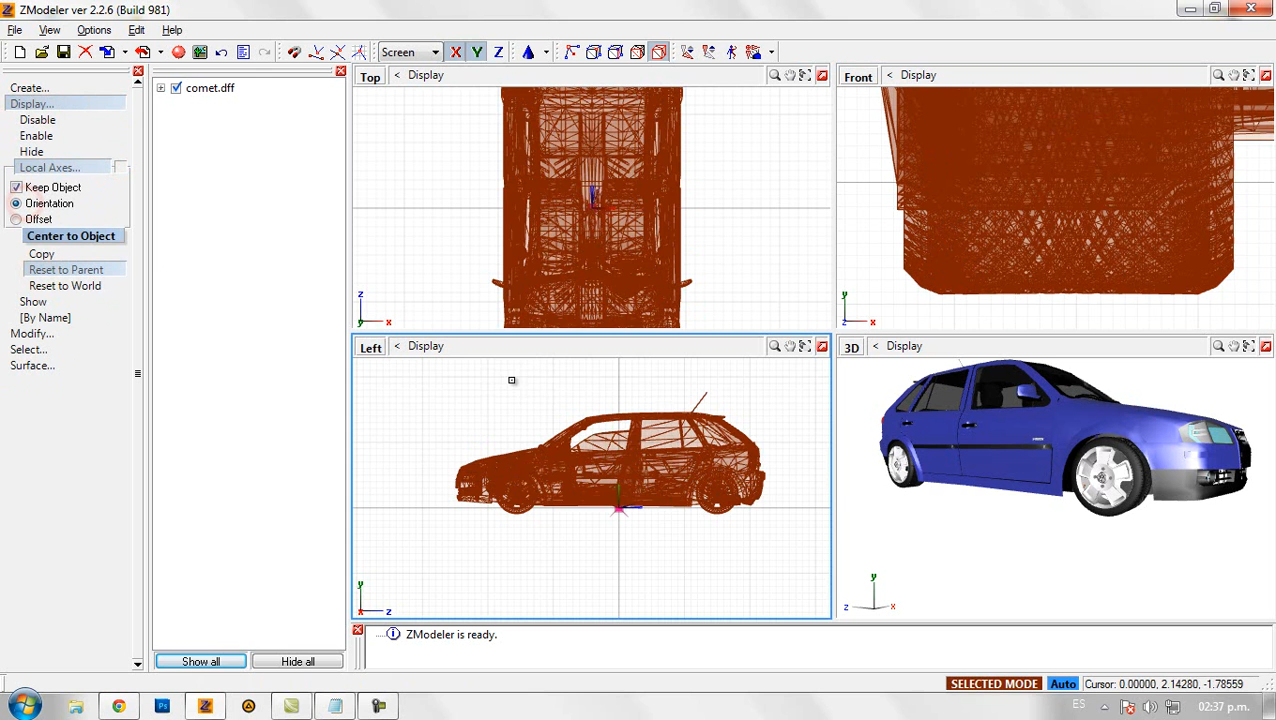 ZModeler ver 2.2.6 (Build 981)
File View Options Edit Help
Screen X Y Z
Create...
Display...
Disable
Enable
Hide
Local Axes...
Keep Object
Orientation
Offset
Center to Object
Copy
Reset to Parent
Reset to World
Show
[By Name]
Modify...
Select...
Surface...
comet.dff
Show all Hide all
Top < Display
z
y x
Front < Display
y
z x
Left < Display
y
x z
3D < Display
y
z x
ZModeler is ready.
SELECTED MODE Auto Cursor: 0.00000, 2.14280, -1.78559
Ps ES 02:37 p.m.